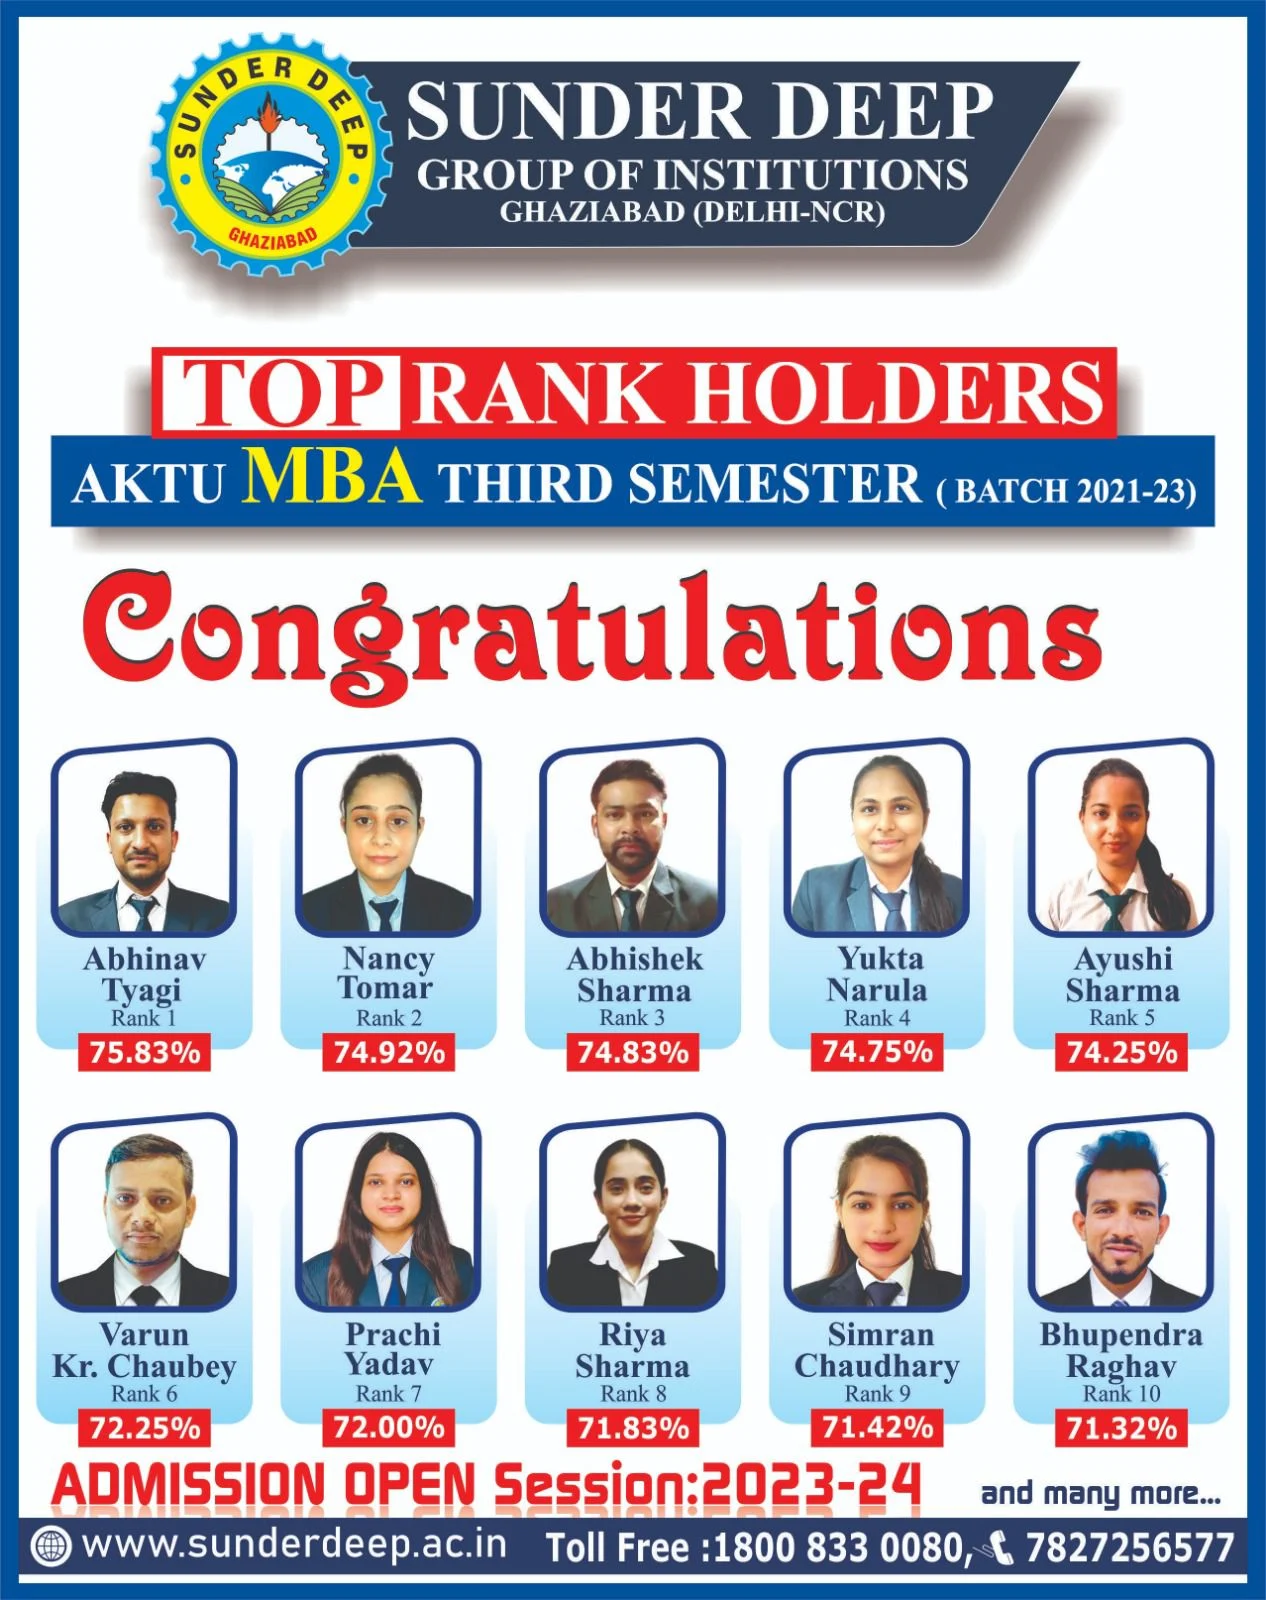 SUNDER DEEP
GHAZIABAD
SUNDER DEEP
GROUP OF INSTITUTIONS
GHAZIABAD (DELHI-NCR)
TOP RANK HOLDERS
AKTU MBA THIRD SEMESTER ( BATCH 2021-23)
Congratulations
Abhinav
Tyagi
Rank 1
75.83%
Nancy
Tomar
Rank 2
74.92%
Abhishek
Sharma
Rank 3
74.83%
Yukta
Narula
Rank 4
74.75%
Ayushi
Sharma
Rank 5
74.25%
Varun
Kr. Chaubey
Rank 6
72.25%
Prachi
Yadav
Rank 7
72.00%
Riya
Sharma
Rank 8
71.83%
Simran
Chaudhary
Rank 9
71.42%
Bhupendra
Raghav
Rank 10
71.32%
ADMISSION OPEN Session:2023-24
and many more...
www.sunderdeep.ac.in Toll Free :1800 833 0080, 7827256577